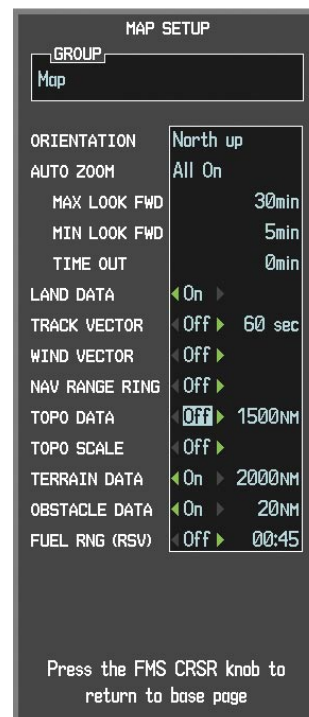 MAP SETUP
GROUP
Map
ORIENTATION North up
AUTO ZOOM All On
MAX LOOK FWD 30min
MIN LOOK FWD 5min
TIME OUT 0min
LAND DATA On
TRACK VECTOR Off 60 sec
WIND VECTOR Off
NAV RANGE RING Off
TOPO DATA Off 1500NM
TOPO SCALE Off
TERRAIN DATA On 2000NM
OBSTACLE DATA On 20NM
FUEL RNG (RSV) Off 00:45
Press the FMS CRSR knob to
return to base page